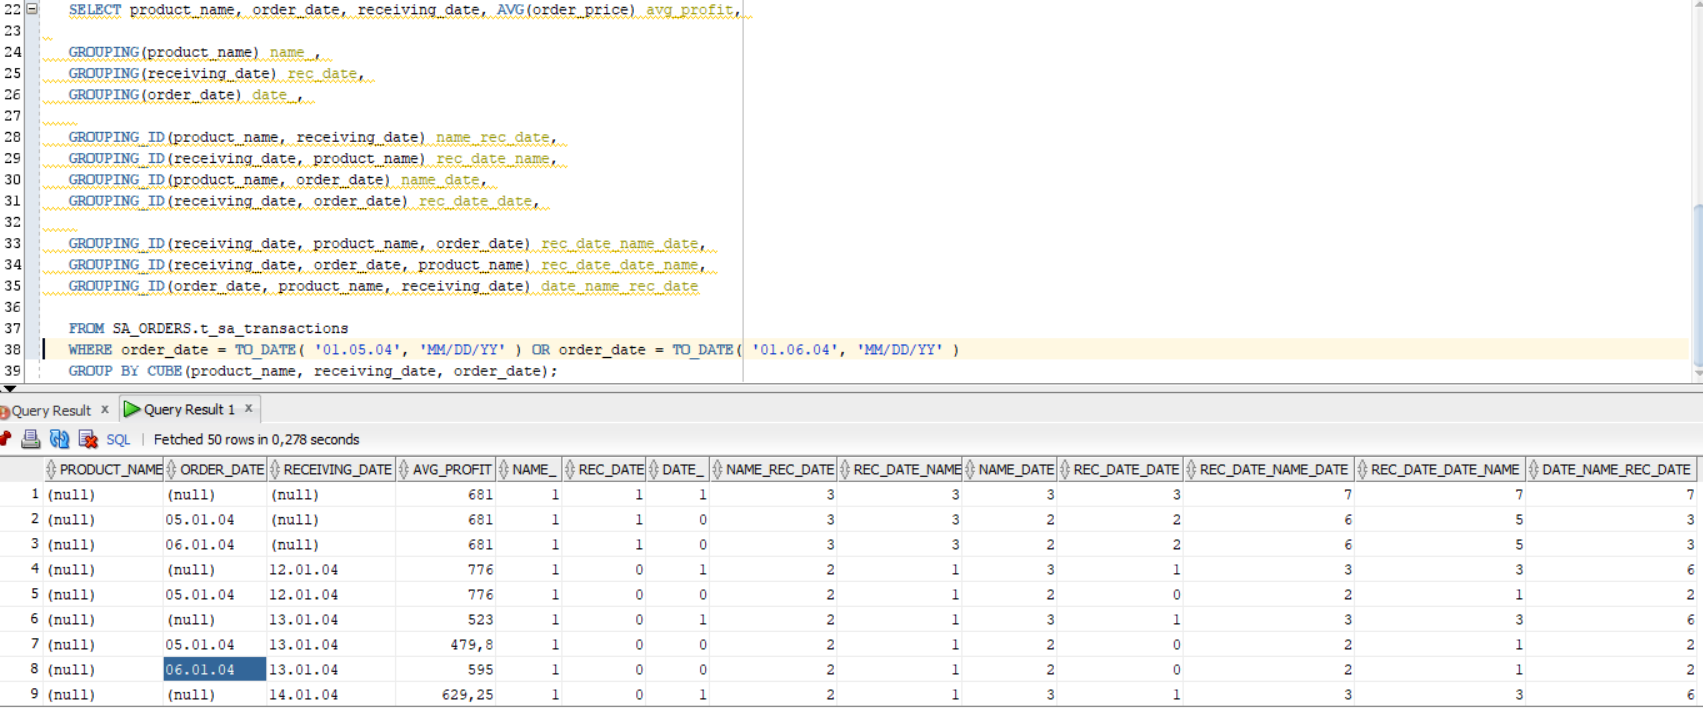 22 SELECT product_name, order_date, receiving_date, AVG(order_price) avg_profit,
23
24 GROUPING(product_name) name_,
25 GROUPING(receiving_date) rec_date,
26 GROUPING(order_date) date_,
27
28 GROUPING_ID(product_name, receiving_date) name_rec_date,
29 GROUPING_ID(receiving_date, product_name) rec_date_name,
30 GROUPING_ID(product_name, order_date) name_date,
31 GROUPING_ID(receiving_date, order_date) rec_date_date,
32
33 GROUPING_ID(receiving_date, product_name, order_date) rec_date_name_date,
34 GROUPING_ID(receiving_date, order_date, product_name) rec_date_date_name,
35 GROUPING_ID(order_date, product_name, receiving_date) date_name_rec_date
36
37 FROM SA_ORDERS.t_sa_transactions
38 WHERE order_date = TO_DATE( '01.05.04', 'MM/DD/YY' ) OR order_date = TO_DATE( '01.06.04', 'MM/DD/YY' )
39 GROUP BY CUBE(product_name, receiving_date, order_date);
Query Result x Query Result 1 x
SQL | Fetched 50 rows in 0,278 seconds
PRODUCT_NAME ORDER_DATE RECEIVING_DATE AVG_PROFIT NAME_ REC_DATE DATE_ NAME_REC_DATE REC_DATE_NAME NAME_DATE REC_DATE_DATE REC_DATE_NAME_DATE REC_DATE_DATE_NAME DATE_NAME_REC_DATE
1 (null) (null) (null) 681 1 1 1 3 3 3 3 7 7 7
2 (null) 05.01.04 (null) 681 1 1 0 3 3 2 2 6 5 3
3 (null) 06.01.04 (null) 681 1 1 0 3 3 2 2 6 5 3
4 (null) (null) 12.01.04 776 1 0 1 2 1 3 1 3 3 6
5 (null) 05.01.04 12.01.04 776 1 0 0 2 1 2 0 2 1 2
6 (null) (null) 13.01.04 523 1 0 1 2 1 3 1 3 3 6
7 (null) 05.01.04 13.01.04 479,8 1 0 0 2 1 2 0 2 1 2
8 (null) 06.01.04 13.01.04 595 1 0 0 2 1 2 0 2 1 2
9 (null) (null) 14.01.04 629,25 1 0 1 2 1 3 1 3 3 6